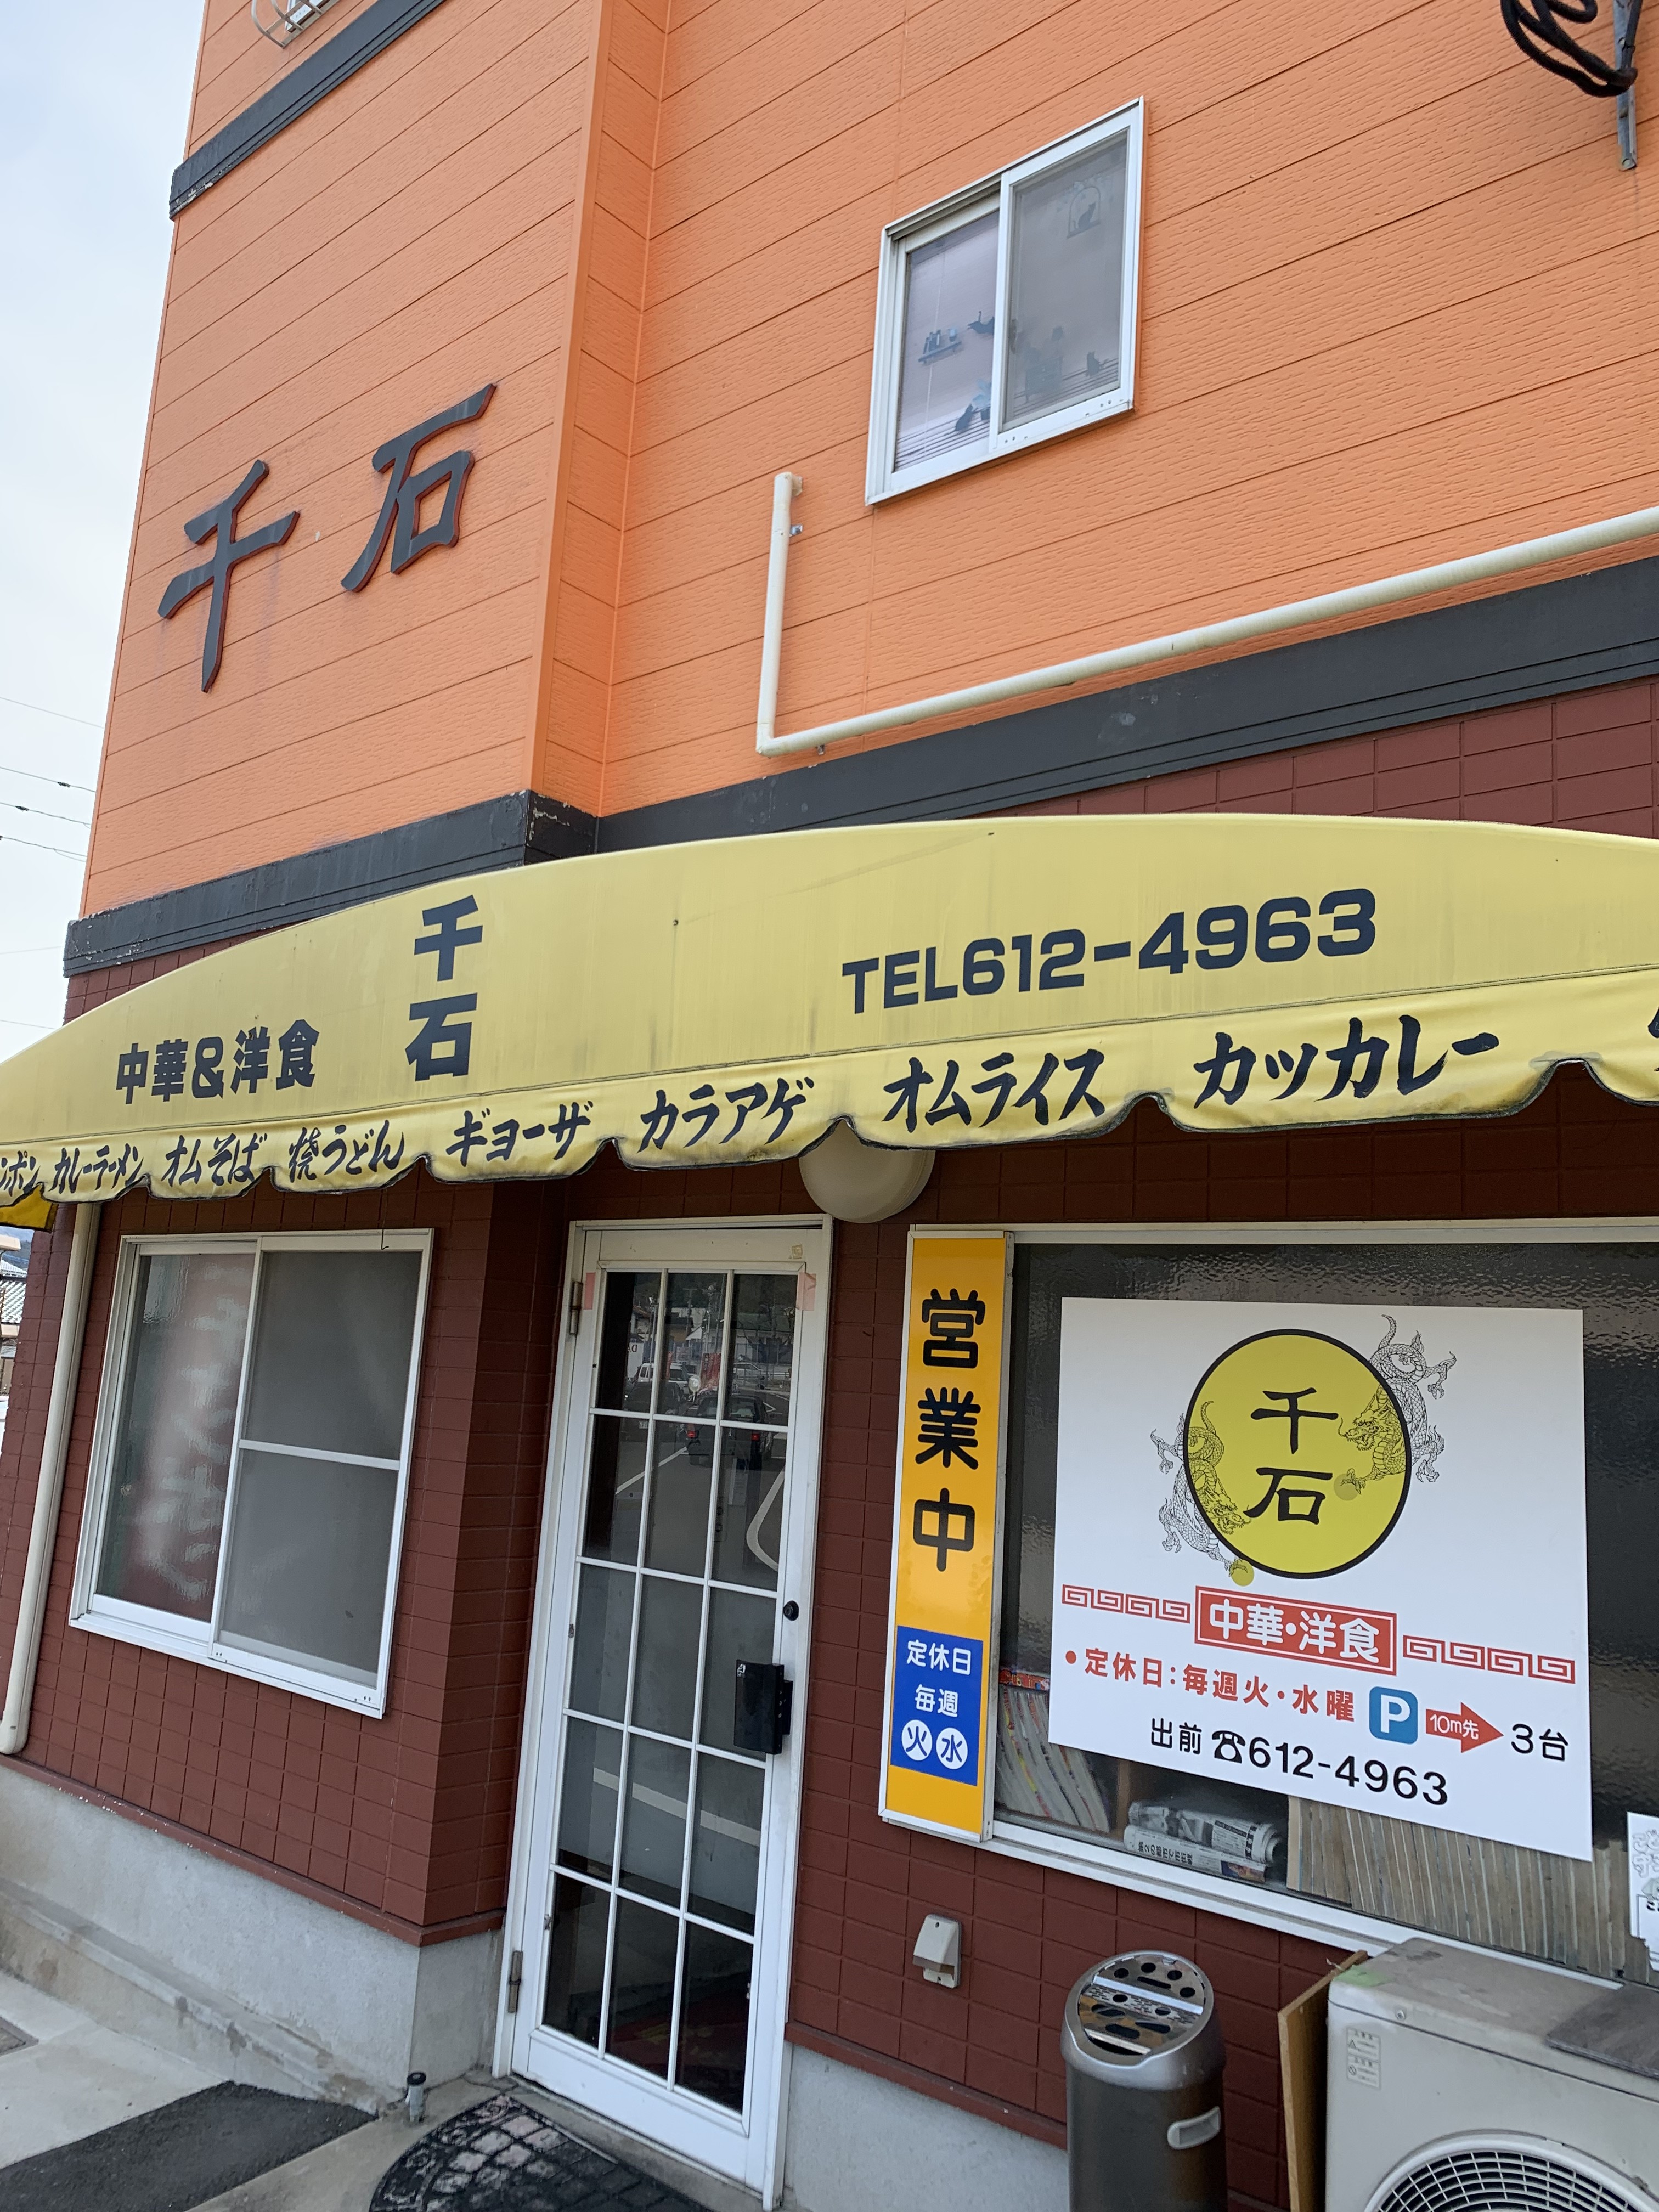 千石
千石
TEL612-4963
中華&洋食
カレーラーメン オムそば 焼うどん ギョーザ カラアゲ オムライス カツカレー
営業中
定休日
毎週
火 水
千石
中華・洋食
●定休日:毎週火・水曜 P 10m先 3台
出前 ☎612-4963